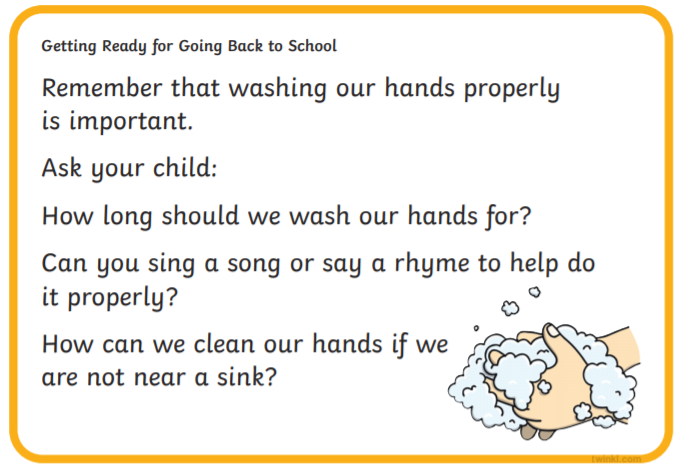 Getting Ready for Going Back to School
Remember that washing our hands properly
is important.
Ask your child:
How long should we wash our hands for?
Can you sing a song or say a rhyme to help do
it properly?
How can we clean our hands if we
are not near a sink?
twinkl.com